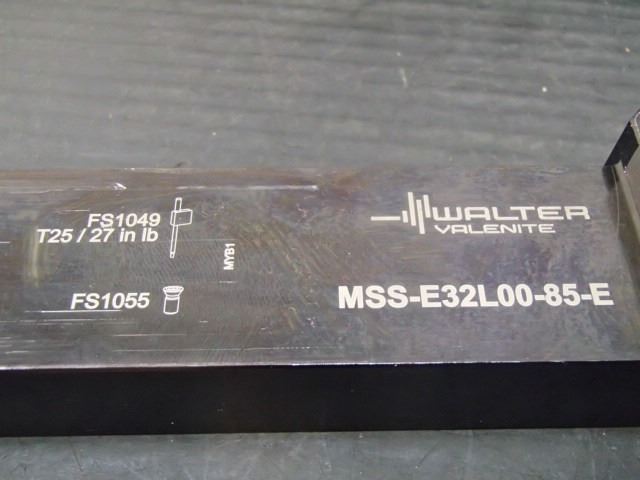 FS1049
T25 / 27 in lb
MYB1
FS1055
WALTER
VALENITE
MSS-E32L00-85-E